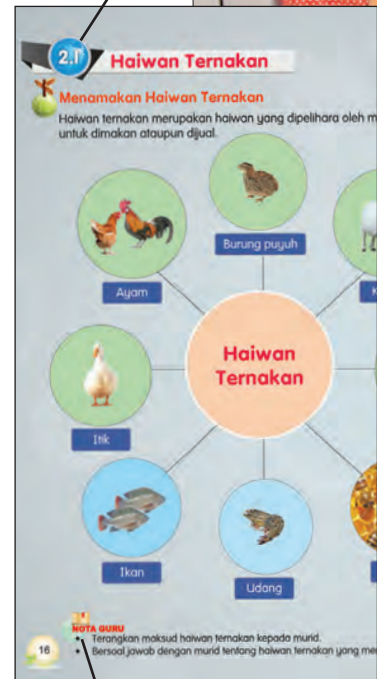 2.1
Haiwan Ternakan
Menamakan Haiwan Ternakan
Haiwan ternakan merupakan haiwan yang dipelihara oleh
untuk dimakan ataupun dijual.
Burung puyuh
Ayam
Haiwan
Ternakan
Itik
Ikan
Udang
NOTA GURU
• Terangkan maksud haiwan ternakan kepada murid.
• Bersoal jawab dengan murid tentang haiwan ternakan yang
16